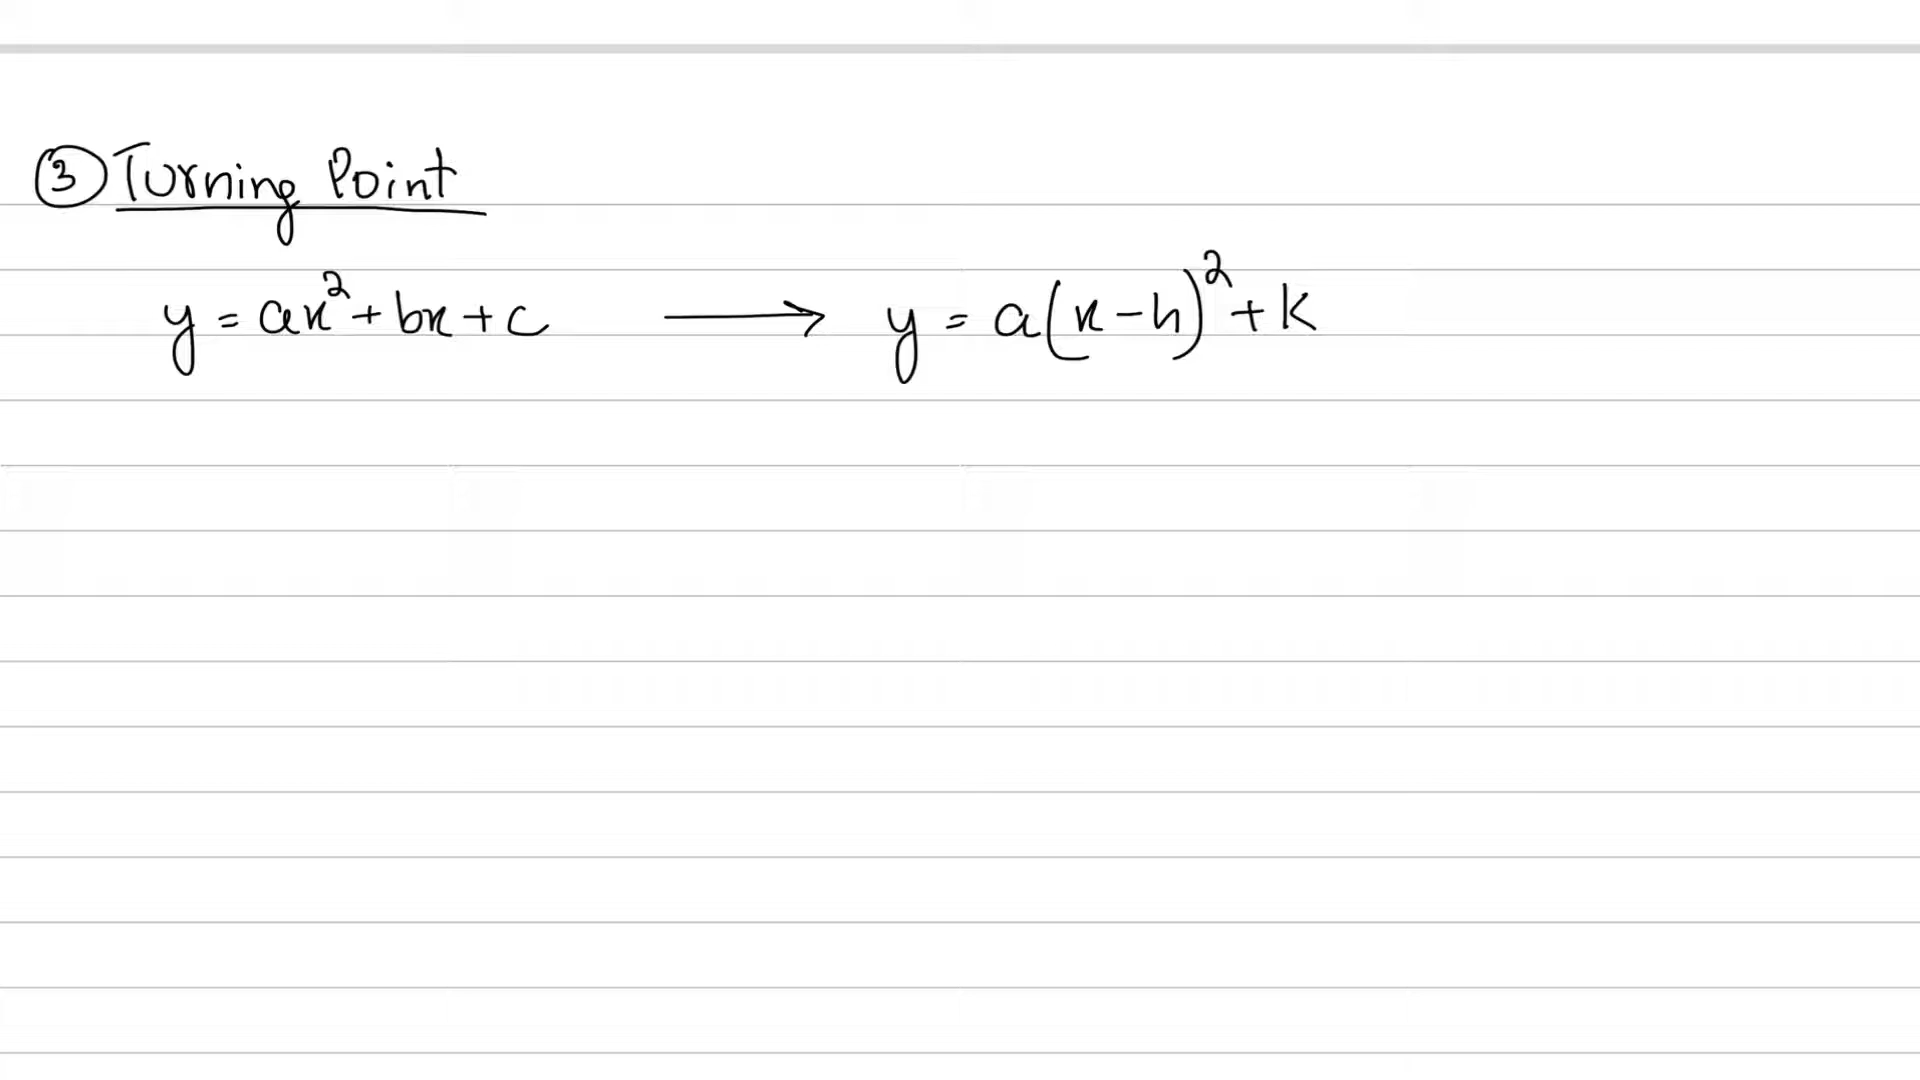 ③ Turning Point
y = ax² + bx + c ⟶ y = a(x - h)² + k